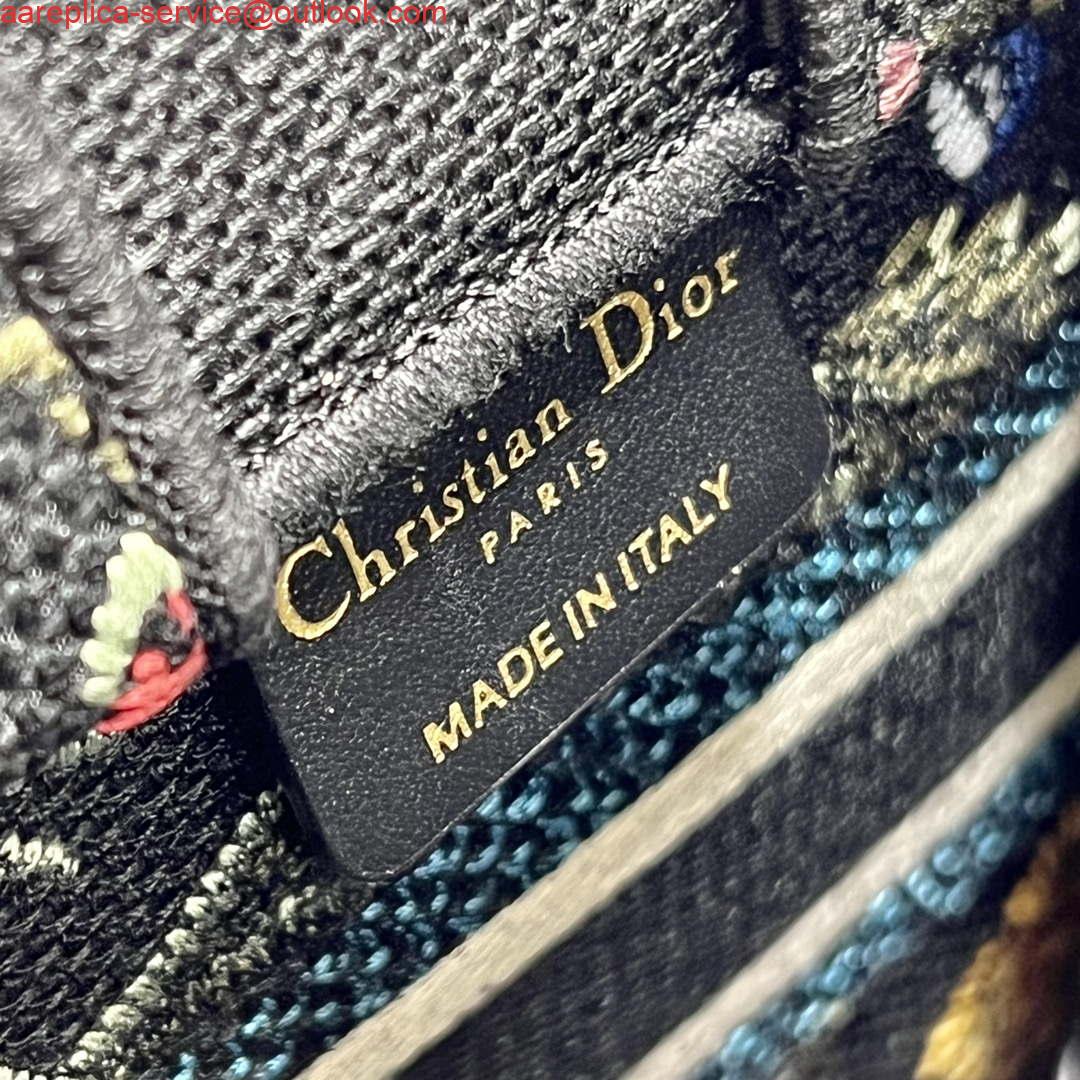 aareplica-service@outlook.com
Christian Dior
PARIS
MADE IN ITALY